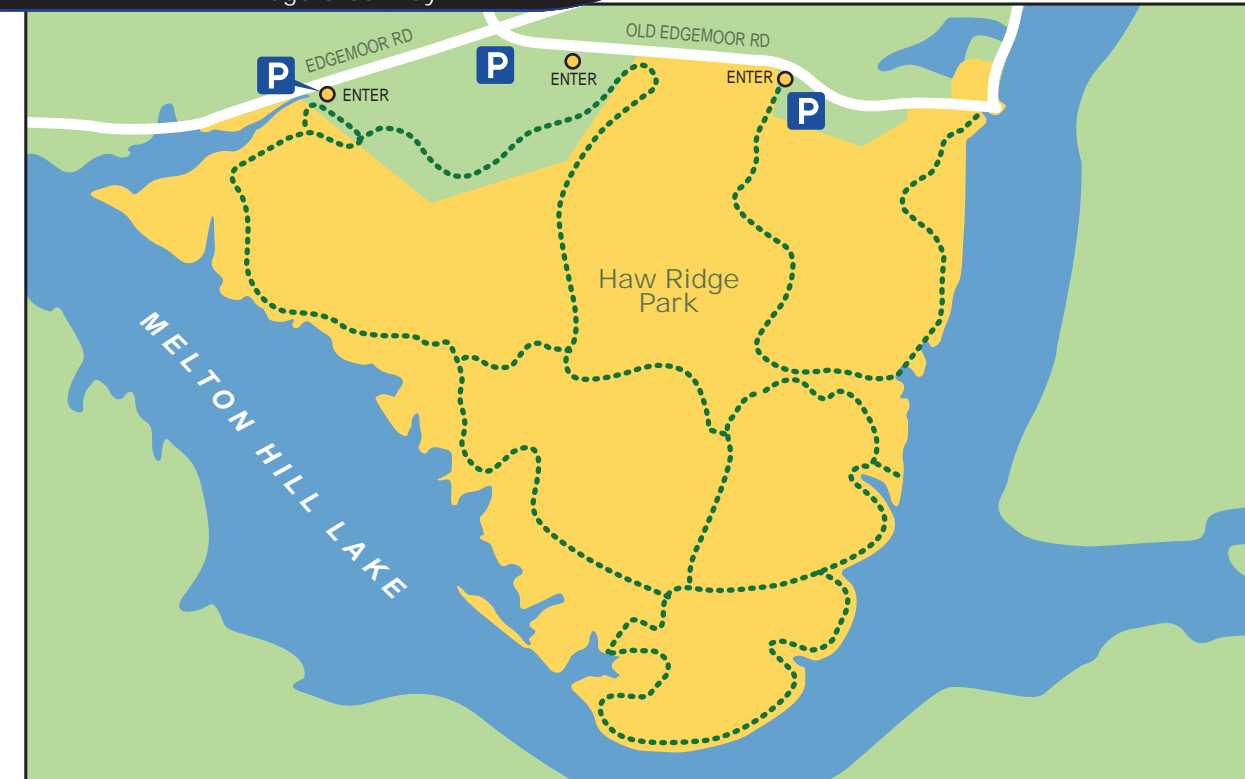 EDGEMOOR RD
OLD EDGEMOOR RD
P
P
ENTER
ENTER
ENTER
P
Haw Ridge
Park
MELTON HILL LAKE